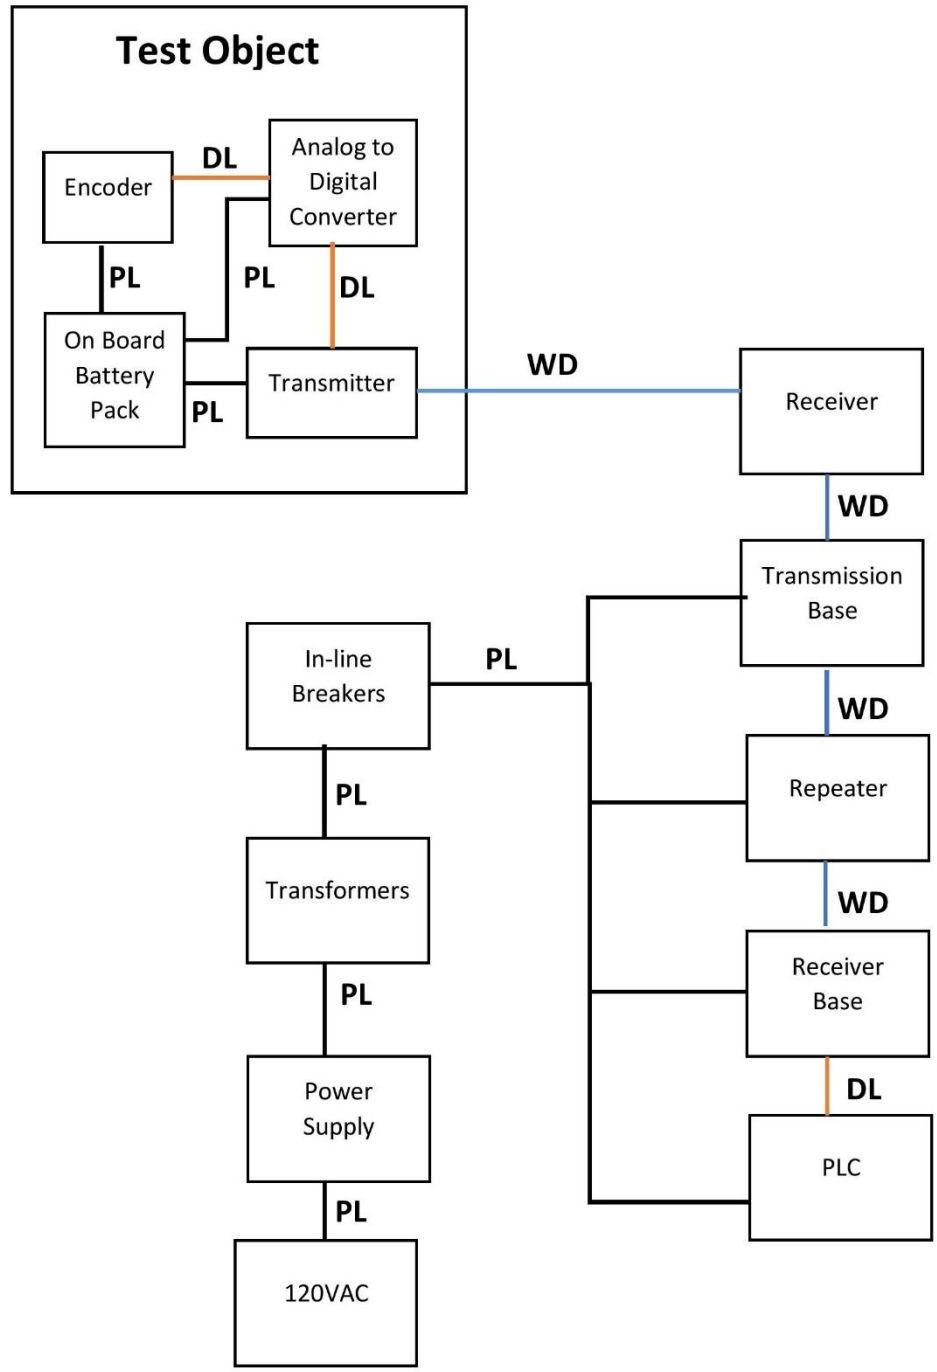 Test Object
Encoder
DL
Analog to
Digital
Converter
PL
PL
DL
On Board
Battery
Pack
PL
Transmitter
WD
Receiver
WD
Transmission
Base
In-line
Breakers
PL
WD
Repeater
PL
WD
Transformers
Receiver
Base
PL
DL
Power
Supply
PLC
PL
120VAC